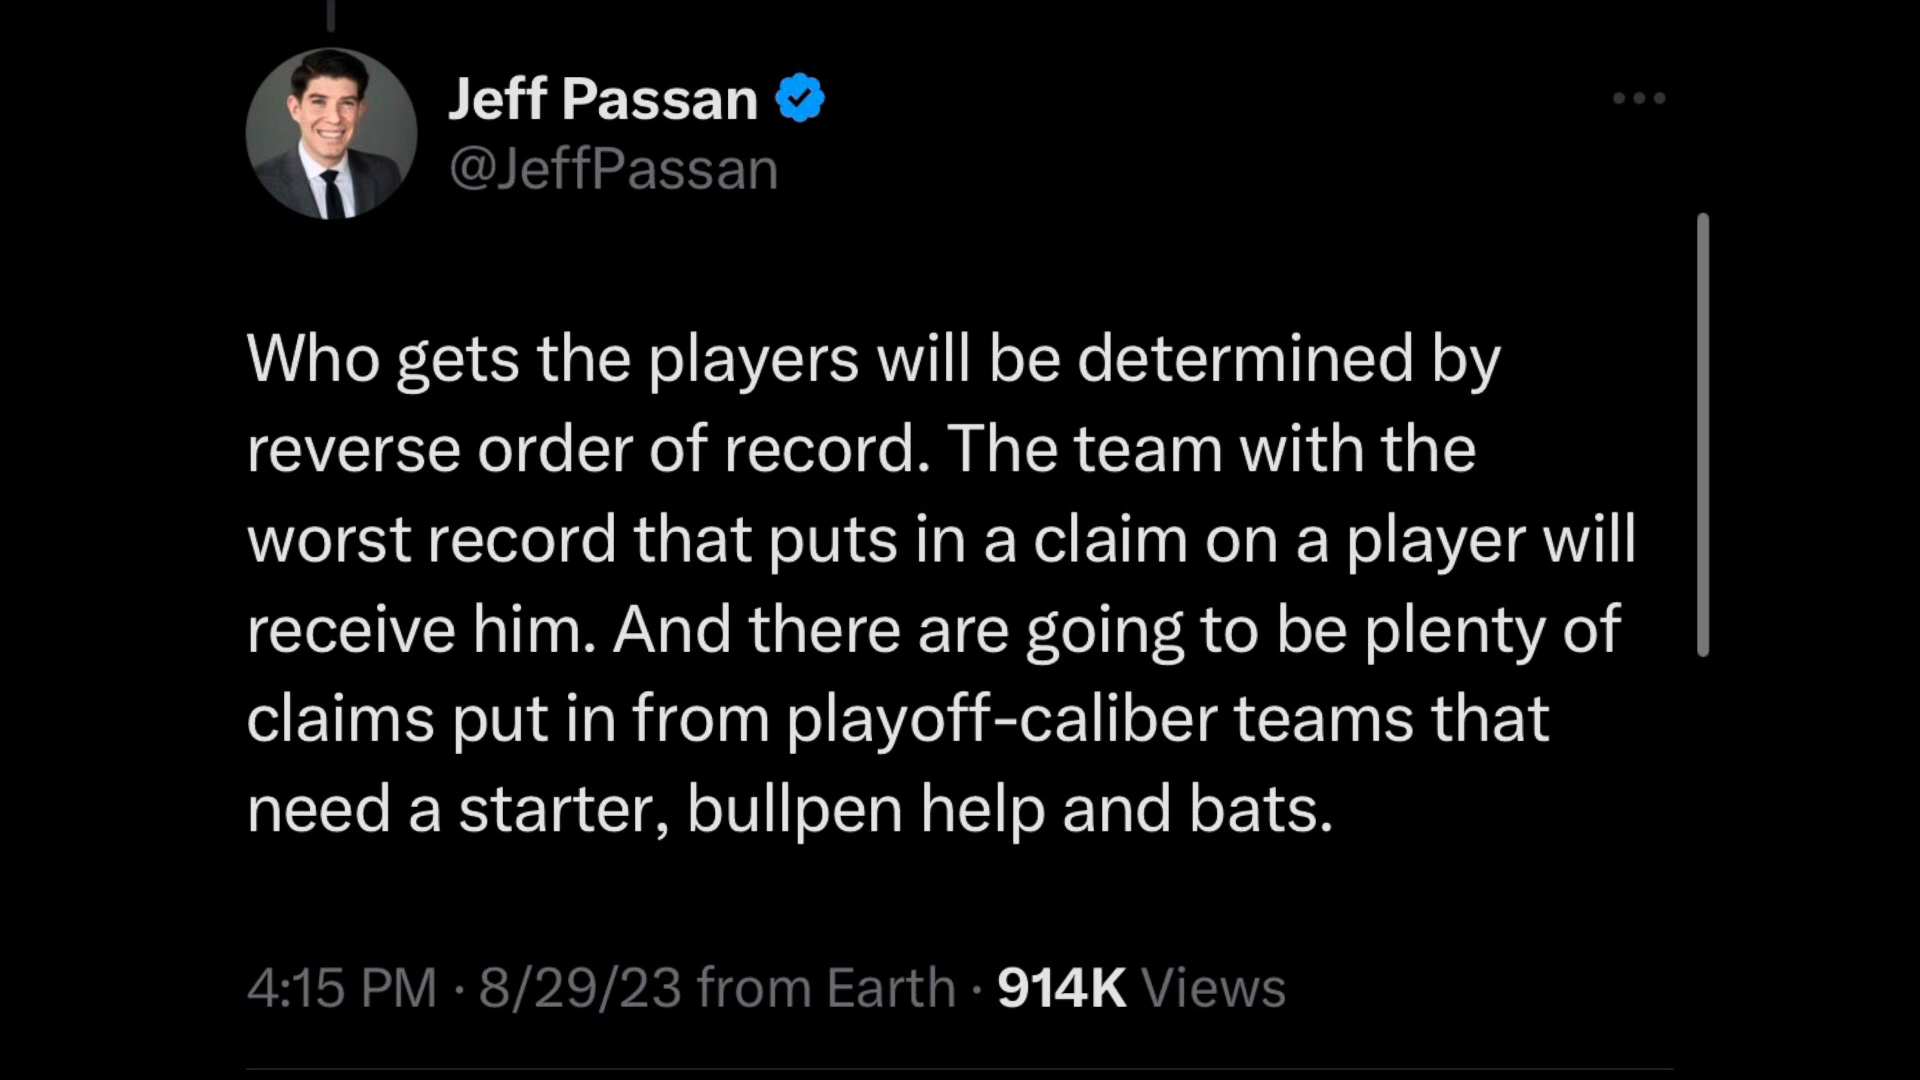 Jeff Passan
@JeffPassan
Who gets the players will be determined by
reverse order of record. The team with the
worst record that puts in a claim on a player will
receive him. And there are going to be plenty of
claims put in from playoff-caliber teams that
need a starter, bullpen help and bats.
4:15 PM · 8/29/23 from Earth · 914K Views